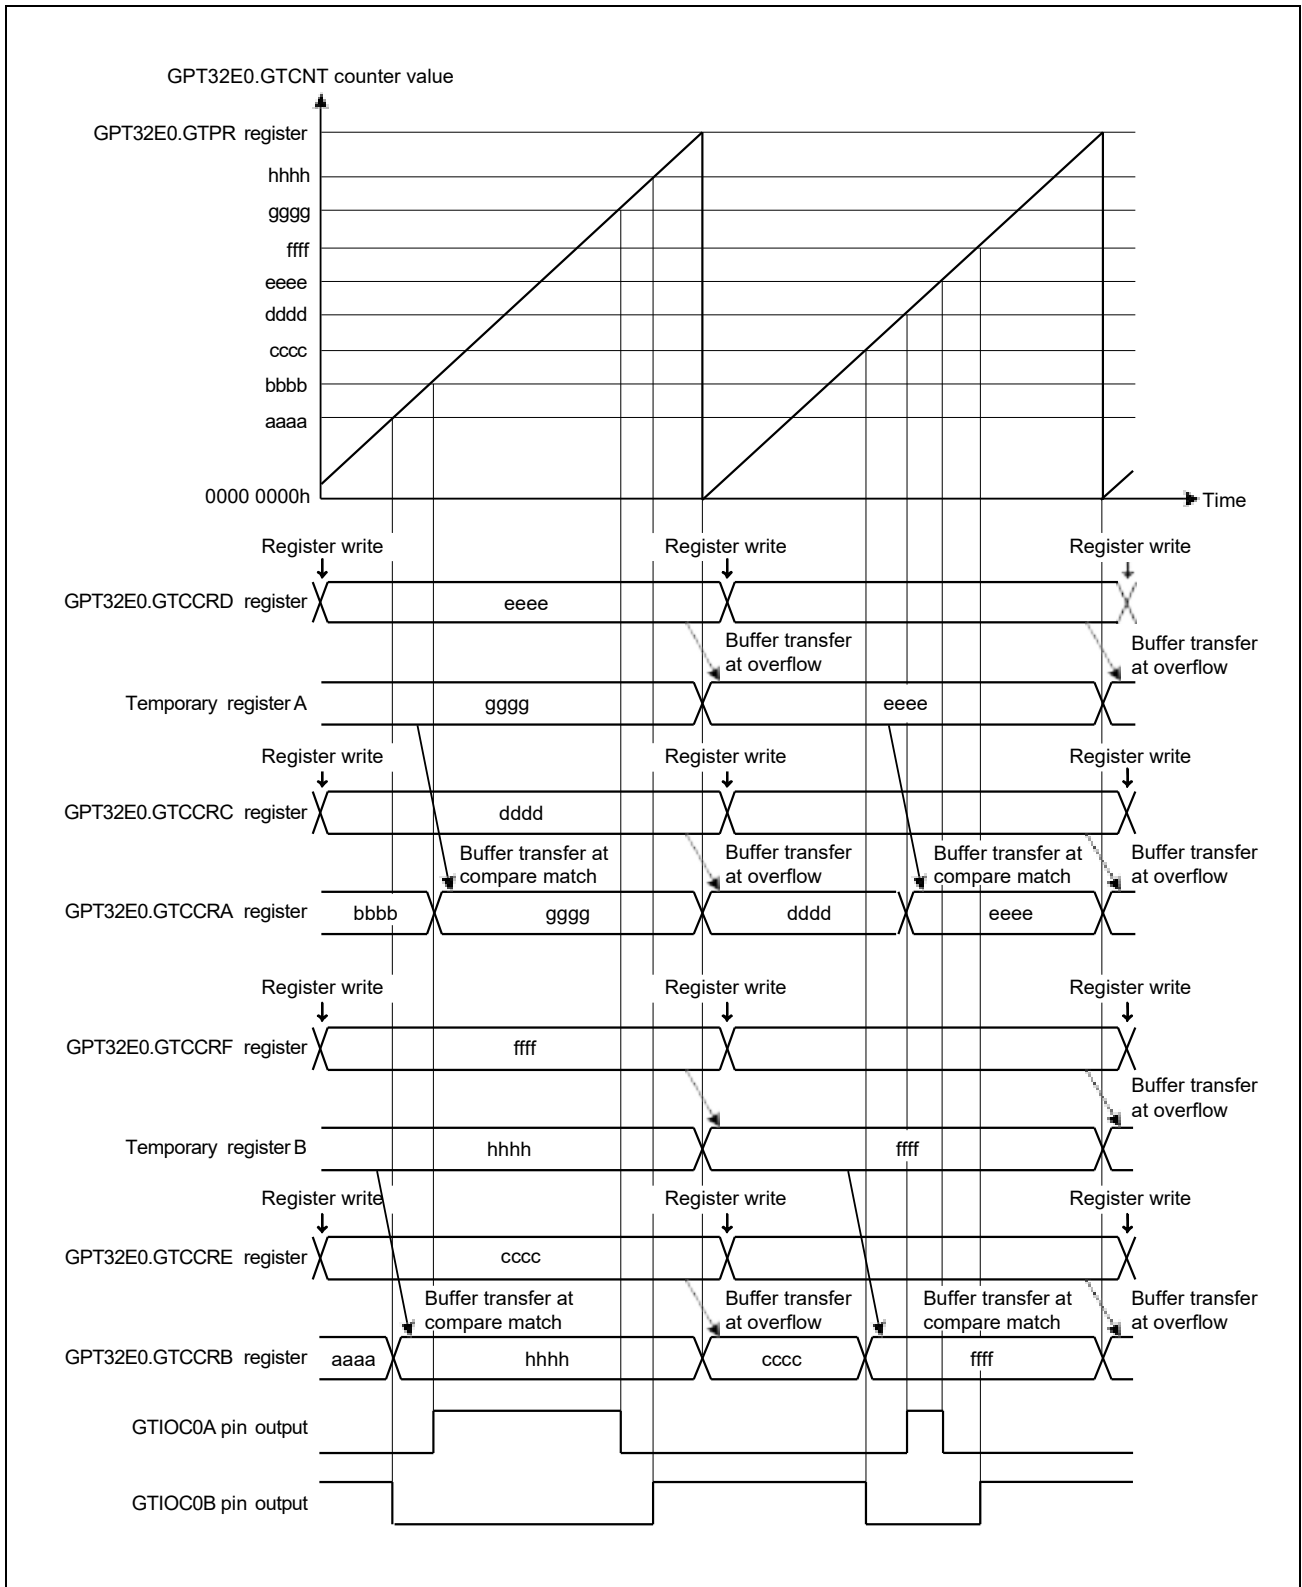 GPT32E0.GTCNT counter value
GPT32E0.GTPR register
hhhh
gggg
ffff
eeee
dddd
cccc
bbbb
aaaa
0000 0000h
Time
Register write Register write Register write
GPT32E0.GTCCRD register eeee
Buffer transfer
at overflow
Buffer transfer
at overflow
Temporary register A gggg eeee
Register write Register write Register write
GPT32E0.GTCCRC register dddd
Buffer transfer at
compare match
Buffer transfer
at overflow
Buffer transfer at
compare match
Buffer transfer
at overflow
GPT32E0.GTCCRA register bbbb gggg dddd eeee
Register write Register write Register write
GPT32E0.GTCCRF register ffff
Buffer transfer
at overflow
Temporary register B hhhh ffff
Register write Register write Register write
GPT32E0.GTCCRE register cccc
Buffer transfer at
compare match
Buffer transfer
at overflow
Buffer transfer at
compare match
Buffer transfer
at overflow
GPT32E0.GTCCRB register aaaa hhhh cccc ffff
GTIOC0A pin output
GTIOC0B pin output